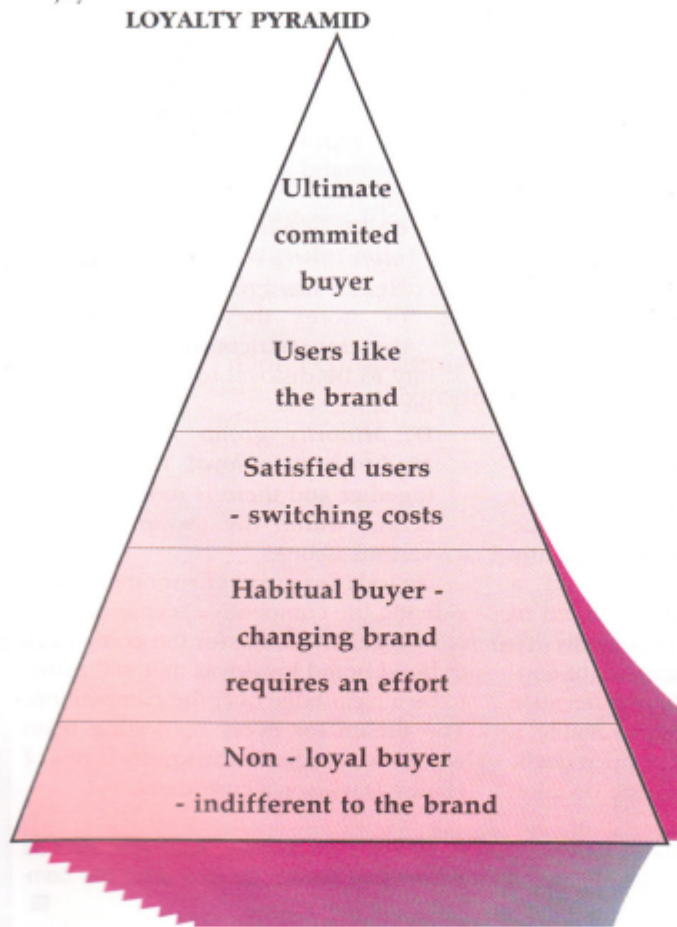 LOYALTY PYRAMID
Ultimate
commited
buyer
Users like
the brand
Satisfied users
- switching costs
Habitual buyer -
changing brand
requires an effort
Non - loyal buyer
- indifferent to the brand